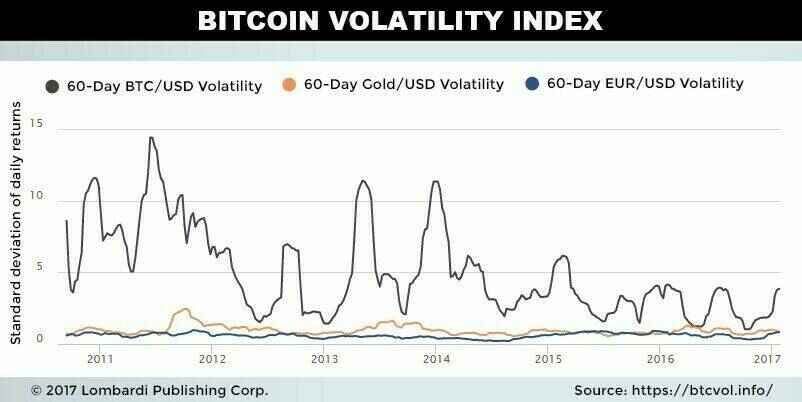 BITCOIN VOLATILITY INDEX
60-Day BTC/USD Volatility 60-Day Gold/USD Volatility 60-Day EUR/USD Volatility
Standard deviation of daily returns
15
10
5
0
2011 2012 2013 2014 2015 2016 2017
© 2017 Lombardi Publishing Corp. Source: https://btcvol.info/